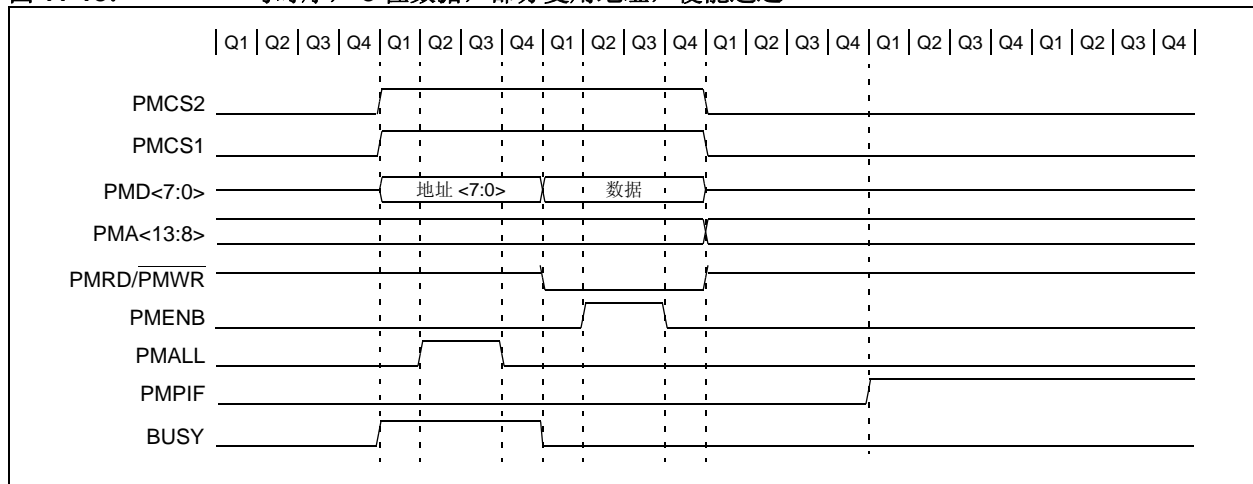 Q1 Q2 Q3 Q4 Q1 Q2 Q3 Q4 Q1 Q2 Q3 Q4 Q1 Q2 Q3 Q4 Q1 Q2 Q3 Q4 Q1 Q2 Q3 Q4
PMCS2
PMCS1
PMD<7:0> 地址 <7:0> 数据
PMA<13:8>
PMRD/PMWR
PMENB
PMALL
PMPIF
BUSY